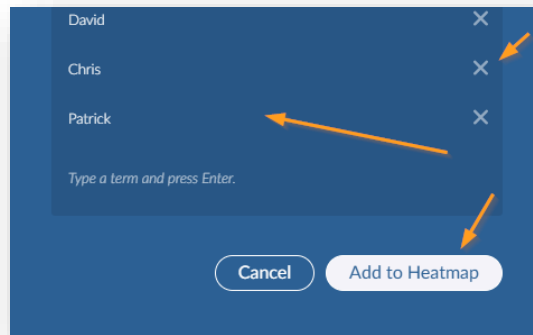 David
Chris
Patrick
Type a term and press Enter.
Cancel
Add to Heatmap